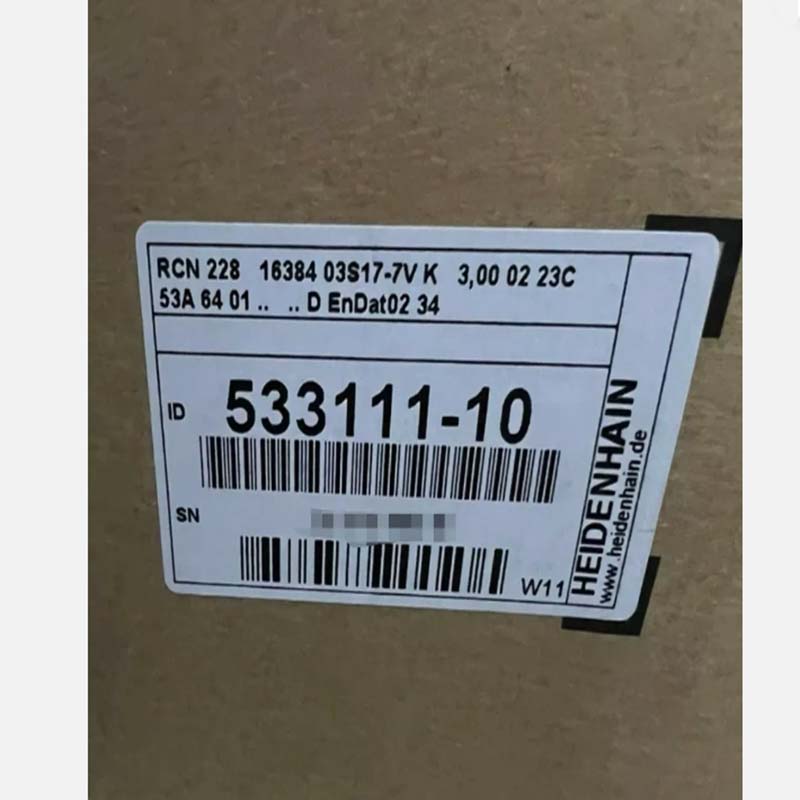 RCN 228 16384 03S17-7V K 3,00 02 23C
53A 64 01 .. .. D EnDat02 34
ID 533111-10
SN
W11
HEIDENHAIN
www.heidenhain.de